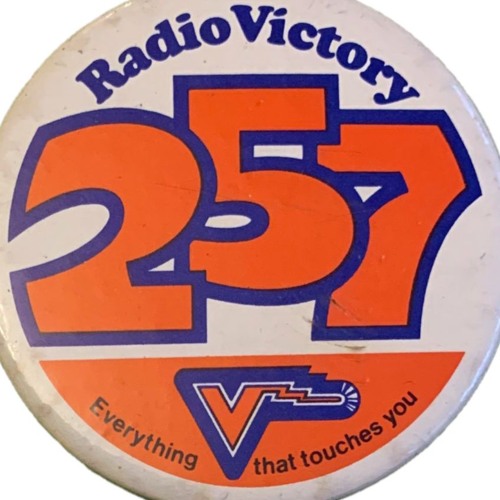 Radio Victory
257
V
Everything that touches you